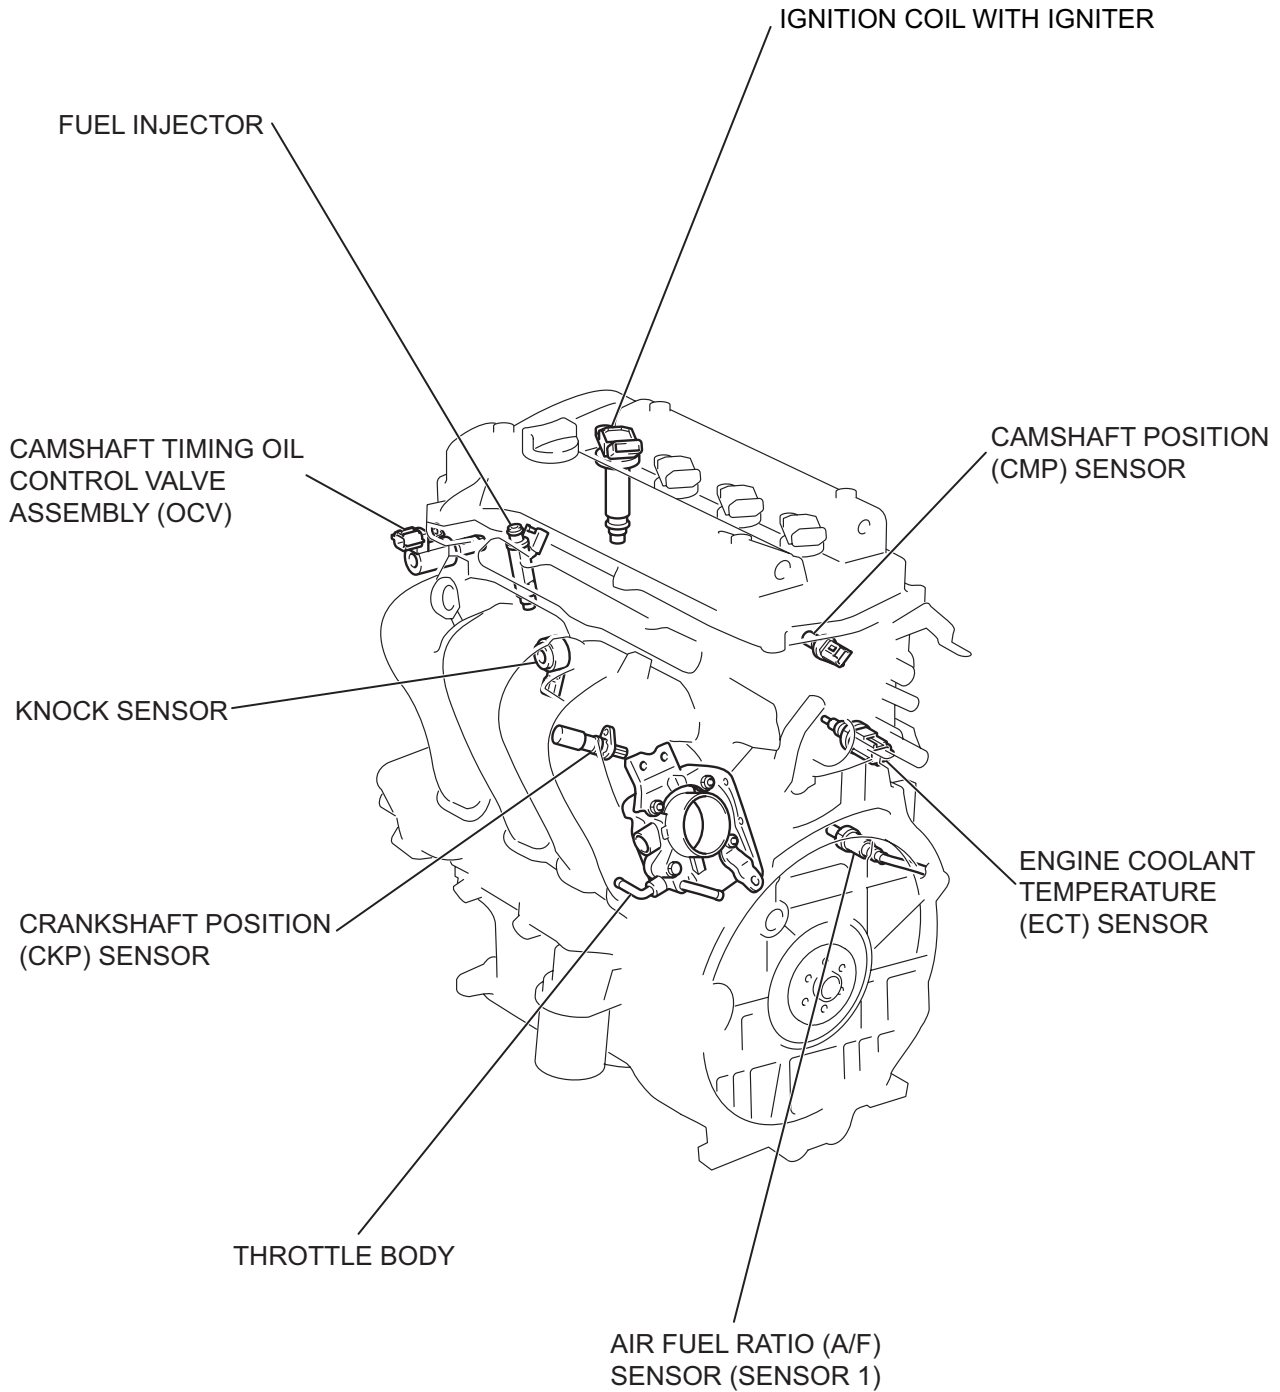 IGNITION COIL WITH IGNITER
FUEL INJECTOR
CAMSHAFT TIMING OIL
CONTROL VALVE
ASSEMBLY (OCV)
CAMSHAFT POSITION
(CMP) SENSOR
KNOCK SENSOR
ENGINE COOLANT
TEMPERATURE
(ECT) SENSOR
CRANKSHAFT POSITION
(CKP) SENSOR
THROTTLE BODY
AIR FUEL RATIO (A/F)
SENSOR (SENSOR 1)